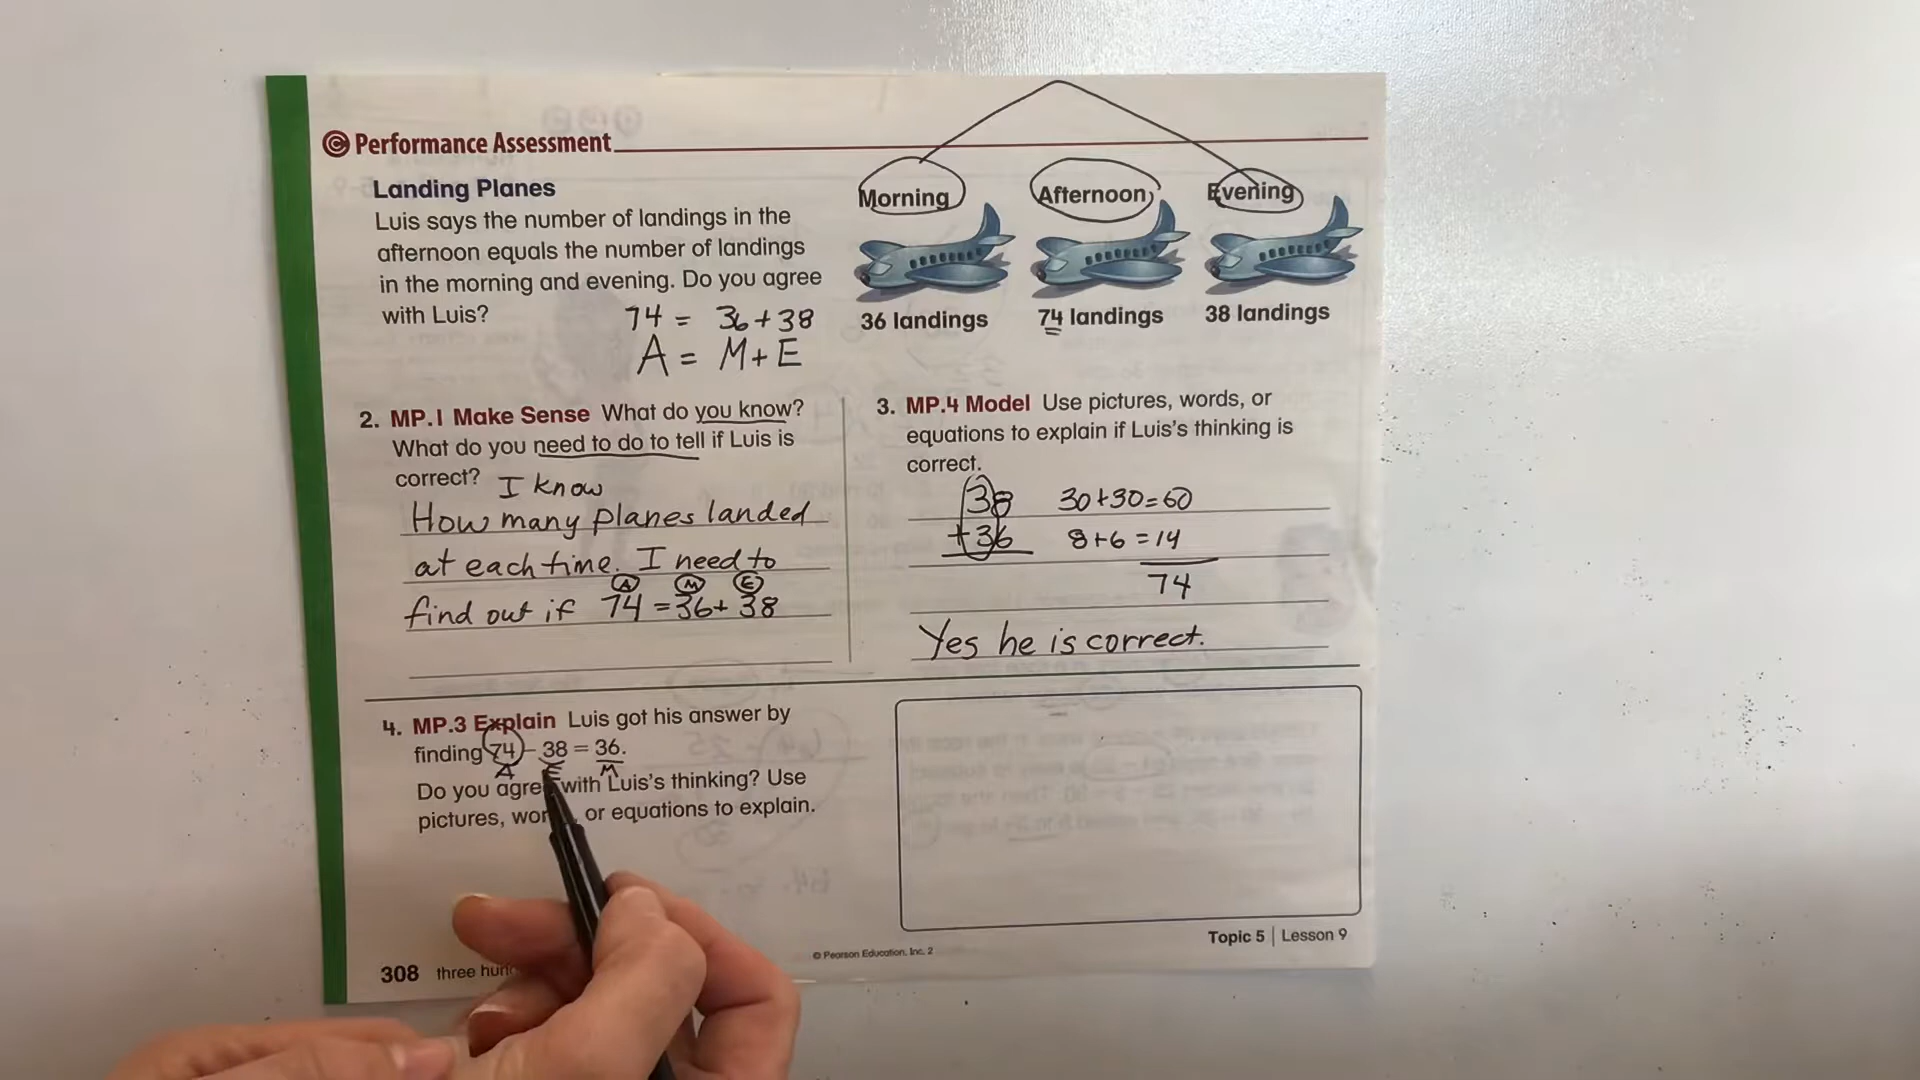 © Performance Assessment
Landing Planes
Luis says the number of landings in the
afternoon equals the number of landings
in the morning and evening. Do you agree
with Luis?
74 = 36+38
A = M+E
Morning
Afternoon
Evening
36 landings
74 landings
38 landings
2. MP.1 Make Sense What do you know?
What do you need to do to tell if Luis is
correct? I know
How many planes landed
at each time. I need to
A M E
find out if 74 = 36+ 38
3. MP.4 Model Use pictures, words, or
equations to explain if Luis's thinking is
correct.
38 30+30=60
+36 8+6 =14
74
Yes he is correct.
4. MP.3 Explain Luis got his answer by
finding 74 - 38 = 36.
A E M
Do you agree with Luis's thinking? Use
pictures, or equations to explain.
308 three
© Pearson Education, Inc. 2
Topic 5 | Lesson 9